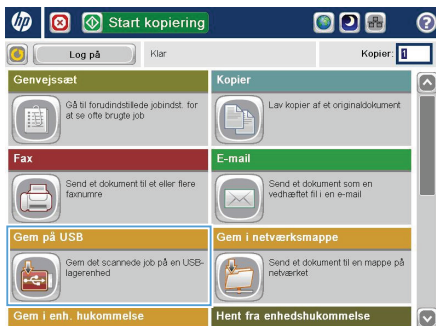 hp Start kopiering ?
Log på Klar Kopier: 1
Genvejssæt
Gå til forudindstillede jobindst. for
at se ofte brugte job
Kopier
Lav kopier af et originaldokument
Fax
Send et dokument til et eller flere
faxnumre
E-mail
Send et dokument som en
vedhæftet fil i en e-mail
Gem på USB
Gem det scannede job på en USB-
lagerenhed
Gem i netværksmappe
Send et dokument til en mappe på
netværket
Gem i enh. hukommelse
Hent fra enhedshukommelse